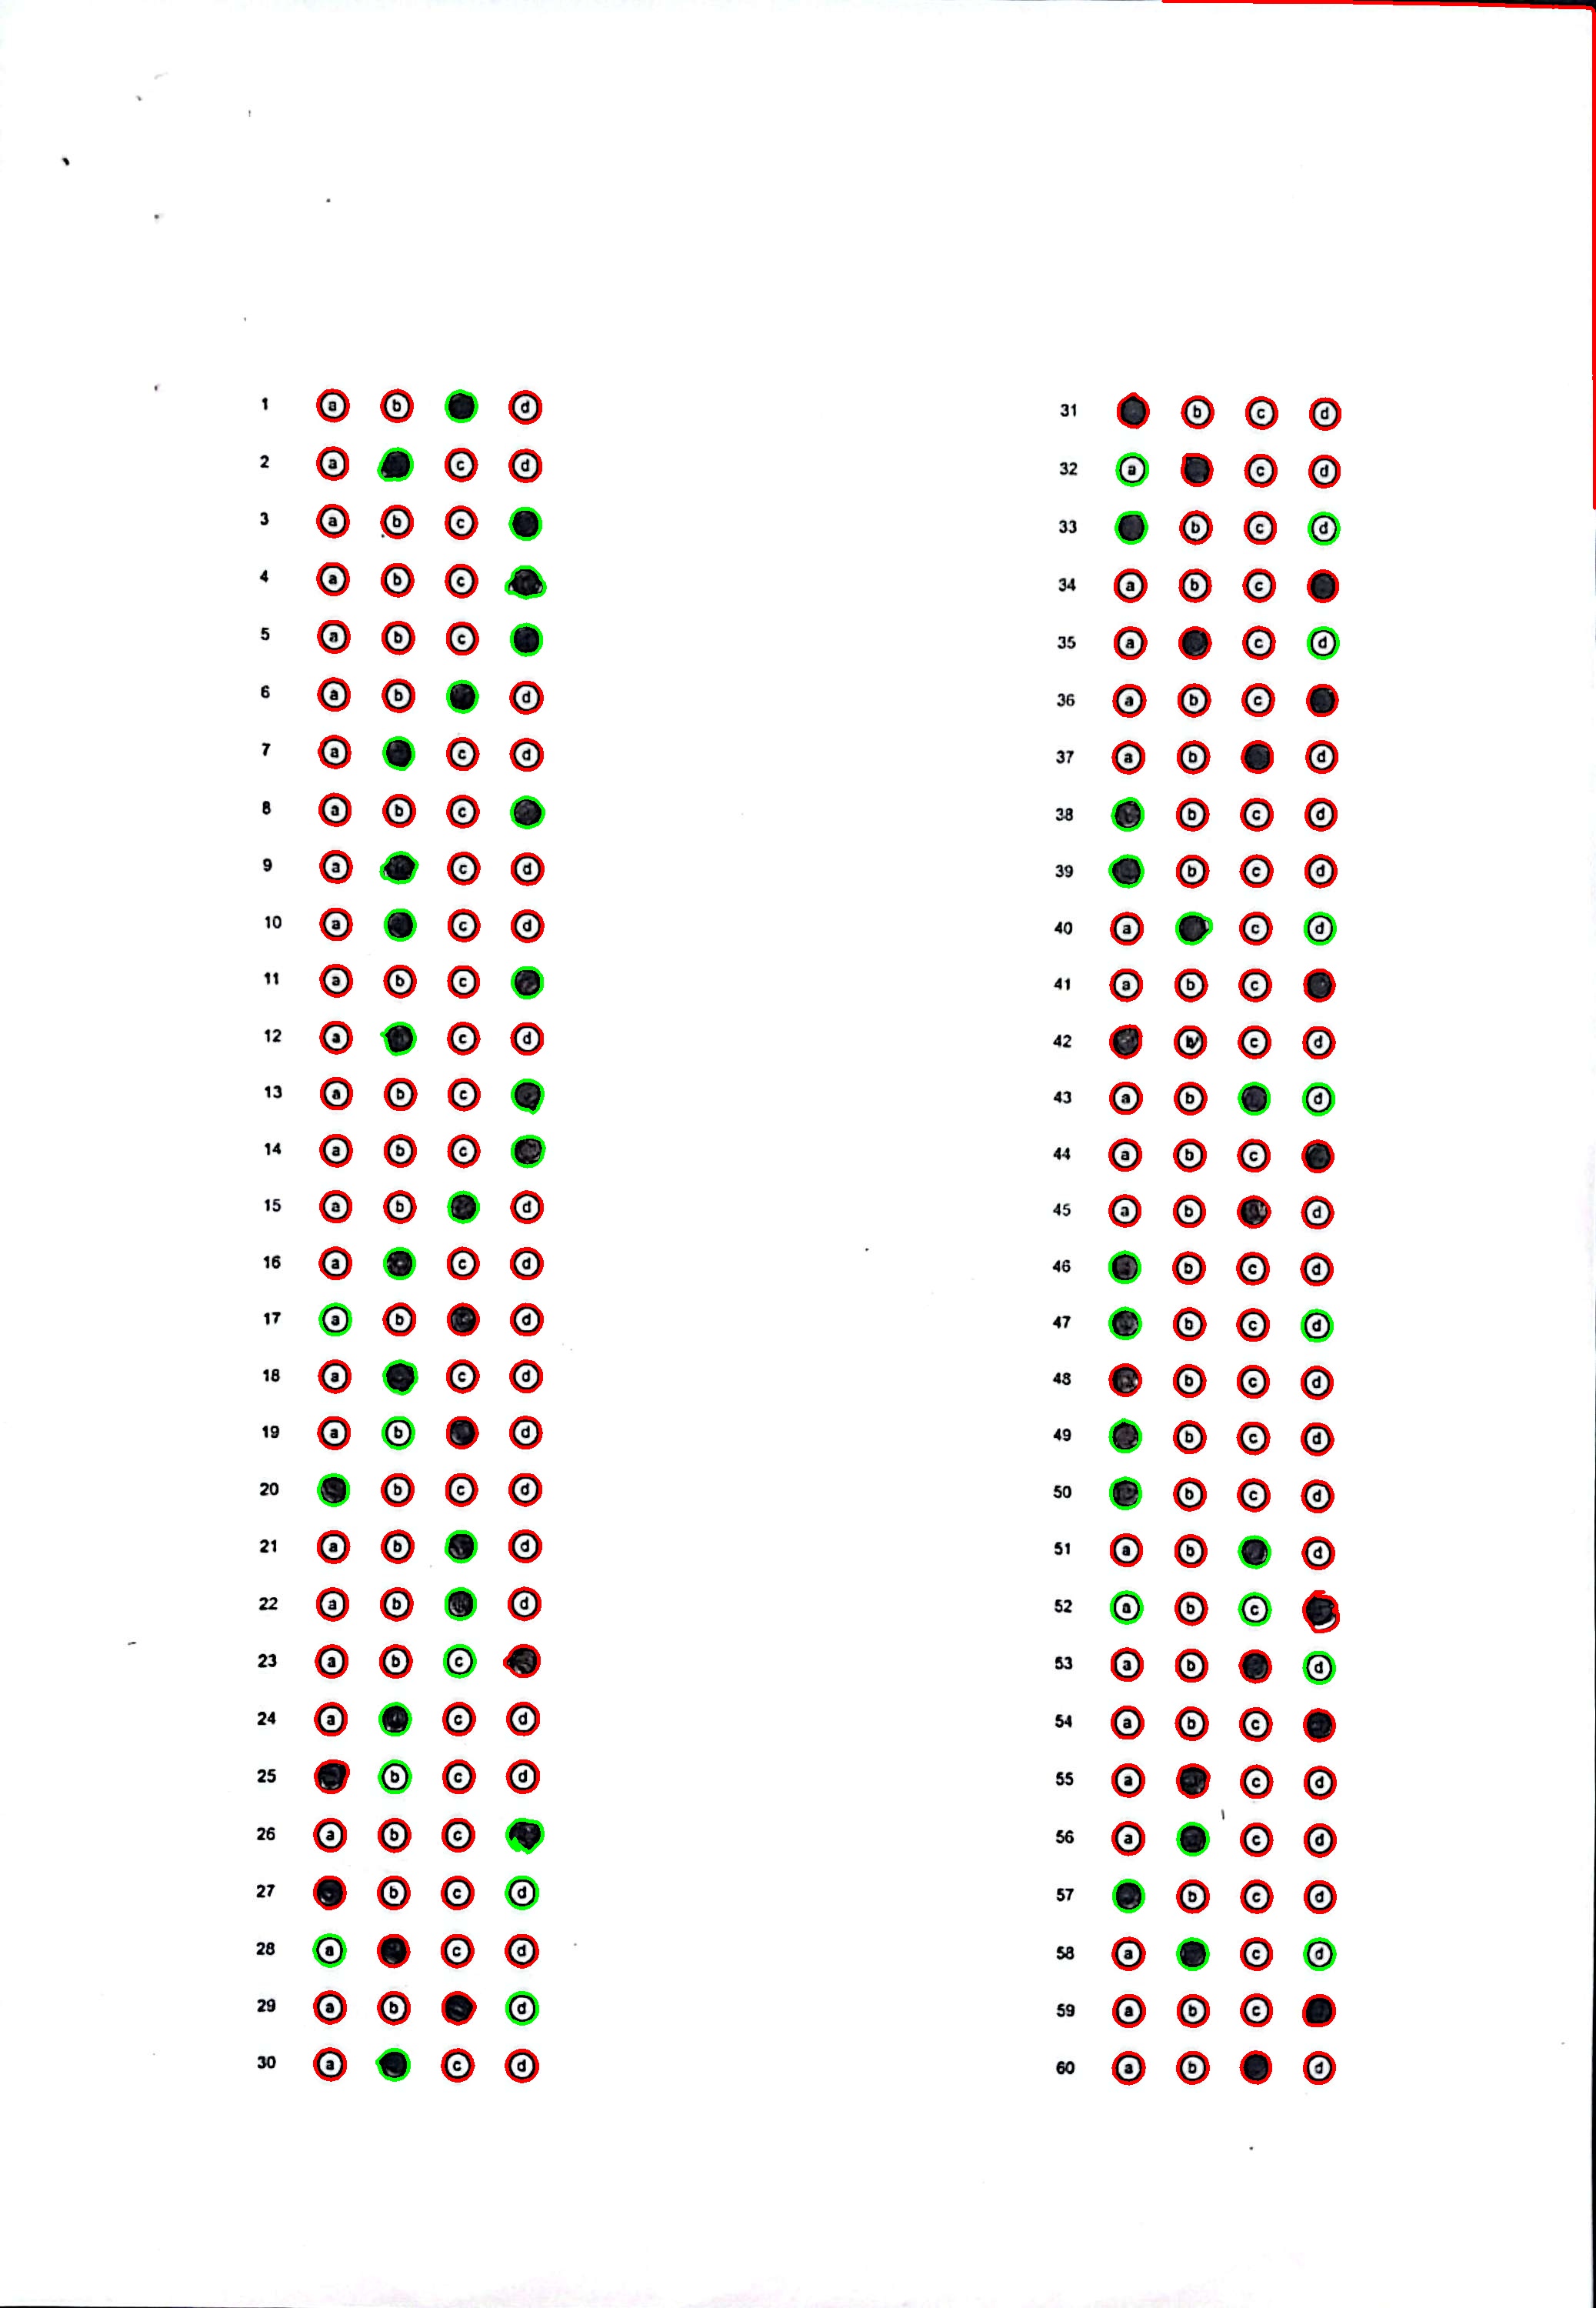 1 a b d
2 a c d
3 a b c
4 a b c
5 a b c
6 a b d
7 a c d
8 a b c
9 a c d
10 a c d
11 a b c
12 a c d
13 a b c
14 a b c
15 a b d
16 a c d
17 a b d
18 a c d
19 a b d
20 b c d
21 a b d
22 a b d
23 a b c
24 a c d
25 b c d
26 a b c
27 b c d
28 a c d
29 a b d
30 a c d
31 b c d
32 a c d
33 b c d
34 a b c
35 a c d
36 a b c
37 a b d
38 b c d
39 b c d
40 a c d
41 a b c
42 b c d
43 a b d
44 a b c
45 a b d
46 b c d
47 b c d
48 b c d
49 b c d
50 b c d
51 a b d
52 a b c
53 a b d
54 a b c
55 a c d
56 a c d
57 b c d
58 a c d
59 a b c
60 a b d